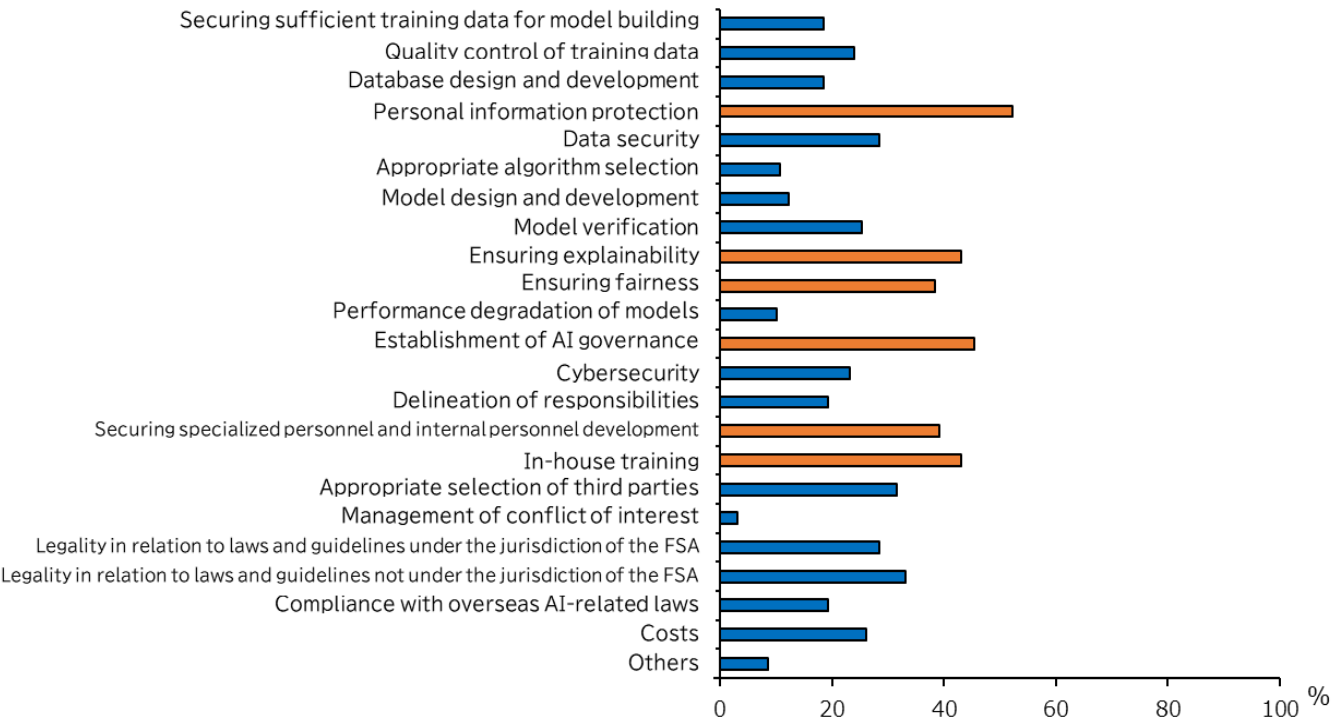 Securing sufficient training data for model building
Quality control of training data
Database design and development
Personal information protection
Data security
Appropriate algorithm selection
Model design and development
Model verification
Ensuring explainability
Ensuring fairness
Performance degradation of models
Establishment of AI governance
Cybersecurity
Delineation of responsibilities
Securing specialized personnel and internal personnel development
In-house training
Appropriate selection of third parties
Management of conflict of interest
Legality in relation to laws and guidelines under the jurisdiction of the FSA
Legality in relation to laws and guidelines not under the jurisdiction of the FSA
Compliance with overseas AI-related laws
Costs
Others
0 20 40 60 80 100 %